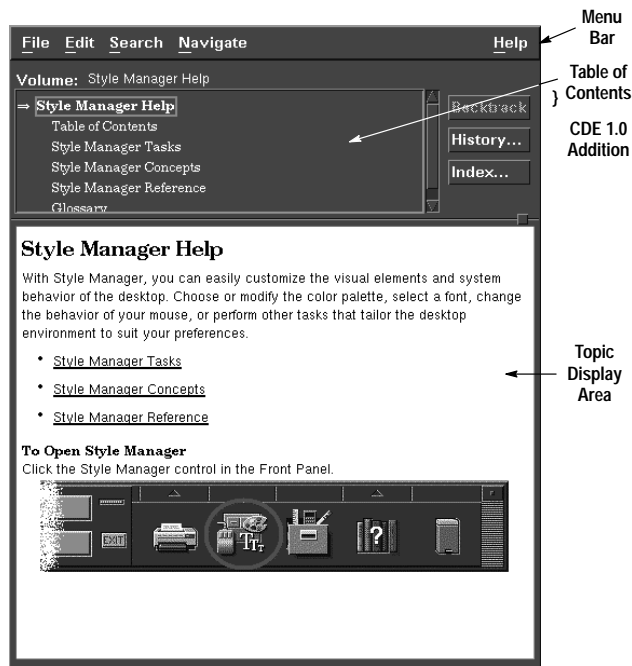 File Edit Search Navigate Help
Menu
Bar
Volume: Style Manager Help
⇒ Style Manager Help
Table of Contents
Style Manager Tasks
Style Manager Concepts
Style Manager Reference
Glossary
Backtrack
History...
Index...
Table of
} Contents
CDE 1.0
Addition
Style Manager Help
With Style Manager, you can easily customize the visual elements and system
behavior of the desktop. Choose or modify the color palette, select a font, change
the behavior of your mouse, or perform other tasks that tailor the desktop
environment to suit your preferences.
• Style Manager Tasks
• Style Manager Concepts
• Style Manager Reference
Topic
Display
Area
To Open Style Manager
Click the Style Manager control in the Front Panel.
EXIT
TTT
?